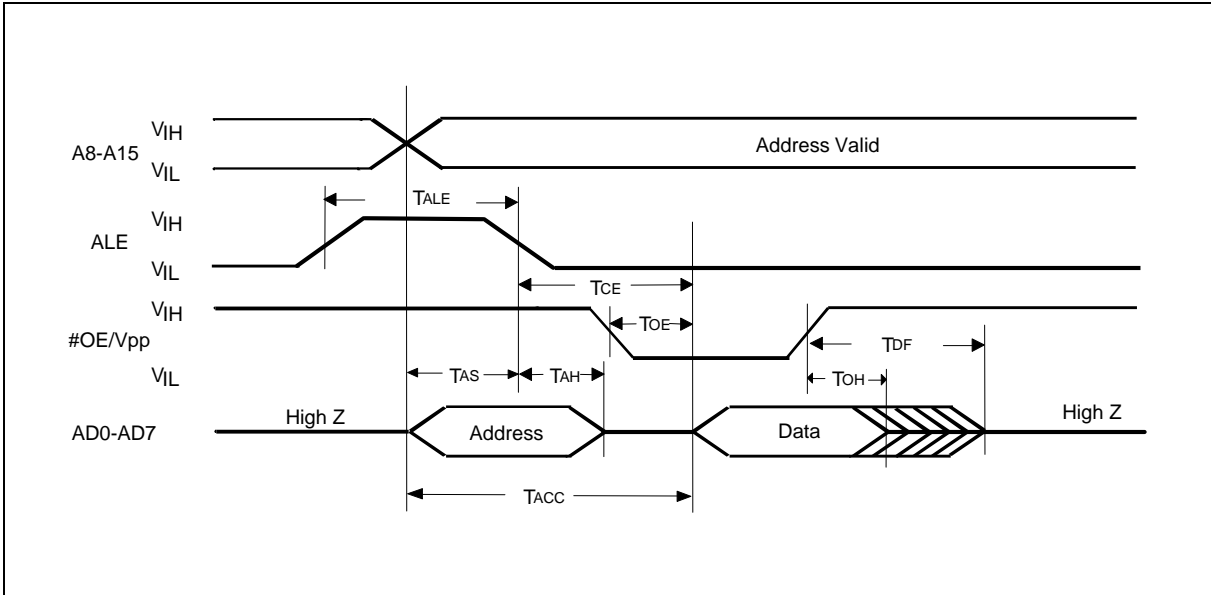 VIH
A8-A15
Address Valid
VIL
TALE
VIH
ALE
VIL
TCE
VIH
TOE
#OE/Vpp
TDF
VIL
TAS
TAH
TOH
High Z
High Z
AD0-AD7
Address
Data
TACC